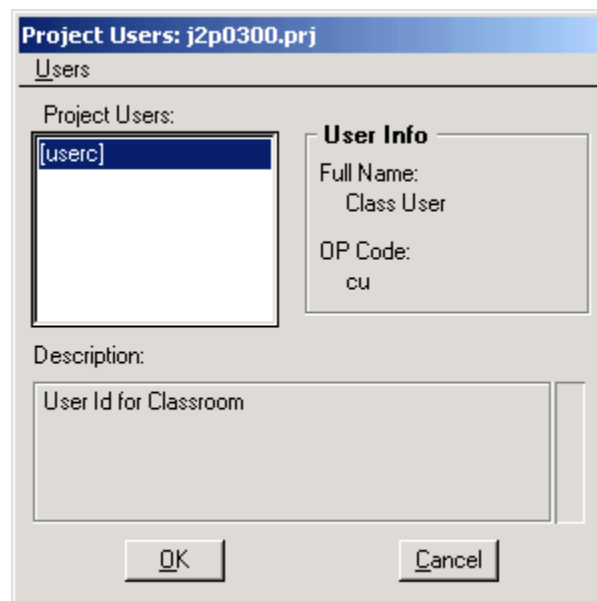 Project Users: j2p0300.prj
Users
Project Users:
[userc]
User Info
Full Name:
Class User
OP Code:
cu
Description:
User Id for Classroom
OK
Cancel